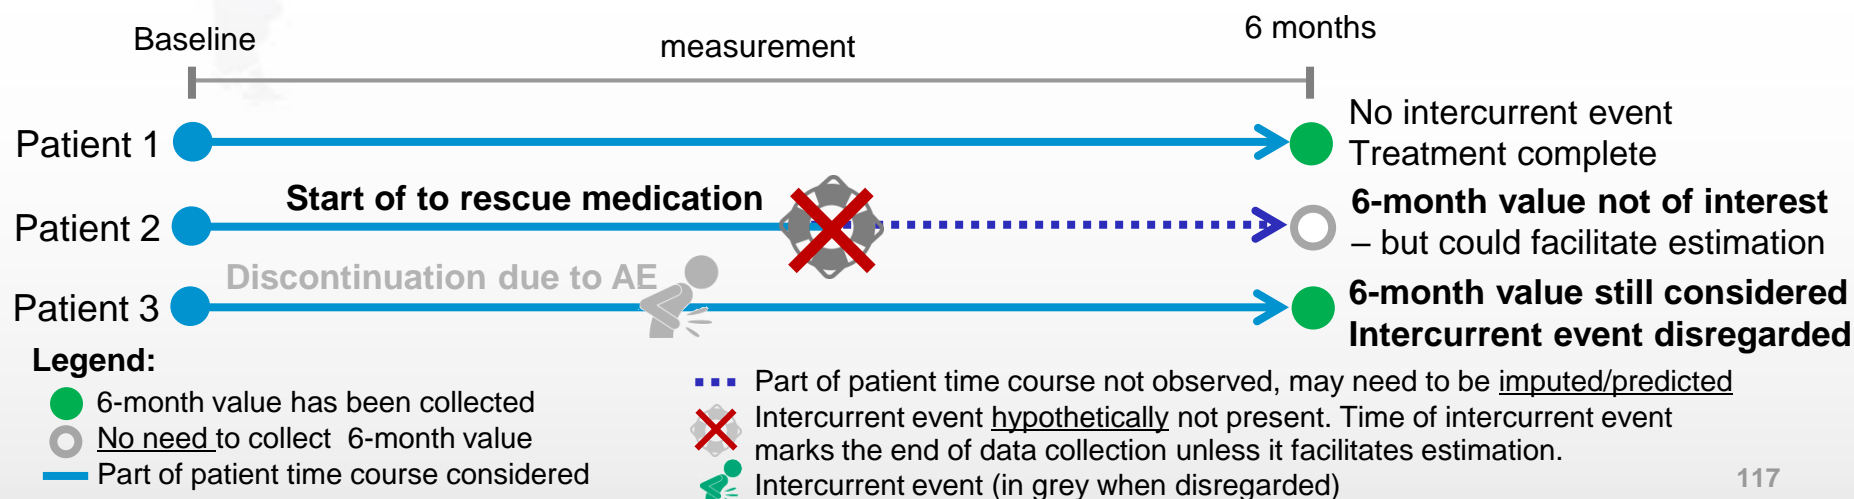 Baseline
measurement
6 months
Patient 1
No intercurrent event
Treatment complete
Start of to rescue medication
Patient 2
6-month value not of interest
– but could facilitate estimation
Discontinuation due to AE
Patient 3
6-month value still considered
Intercurrent event disregarded
Legend:
6-month value has been collected
No need to collect 6-month value
Part of patient time course considered
Part of patient time course not observed, may need to be imputed/predicted
Intercurrent event hypothetically not present. Time of intercurrent event
marks the end of data collection unless it facilitates estimation.
Intercurrent event (in grey when disregarded)
117